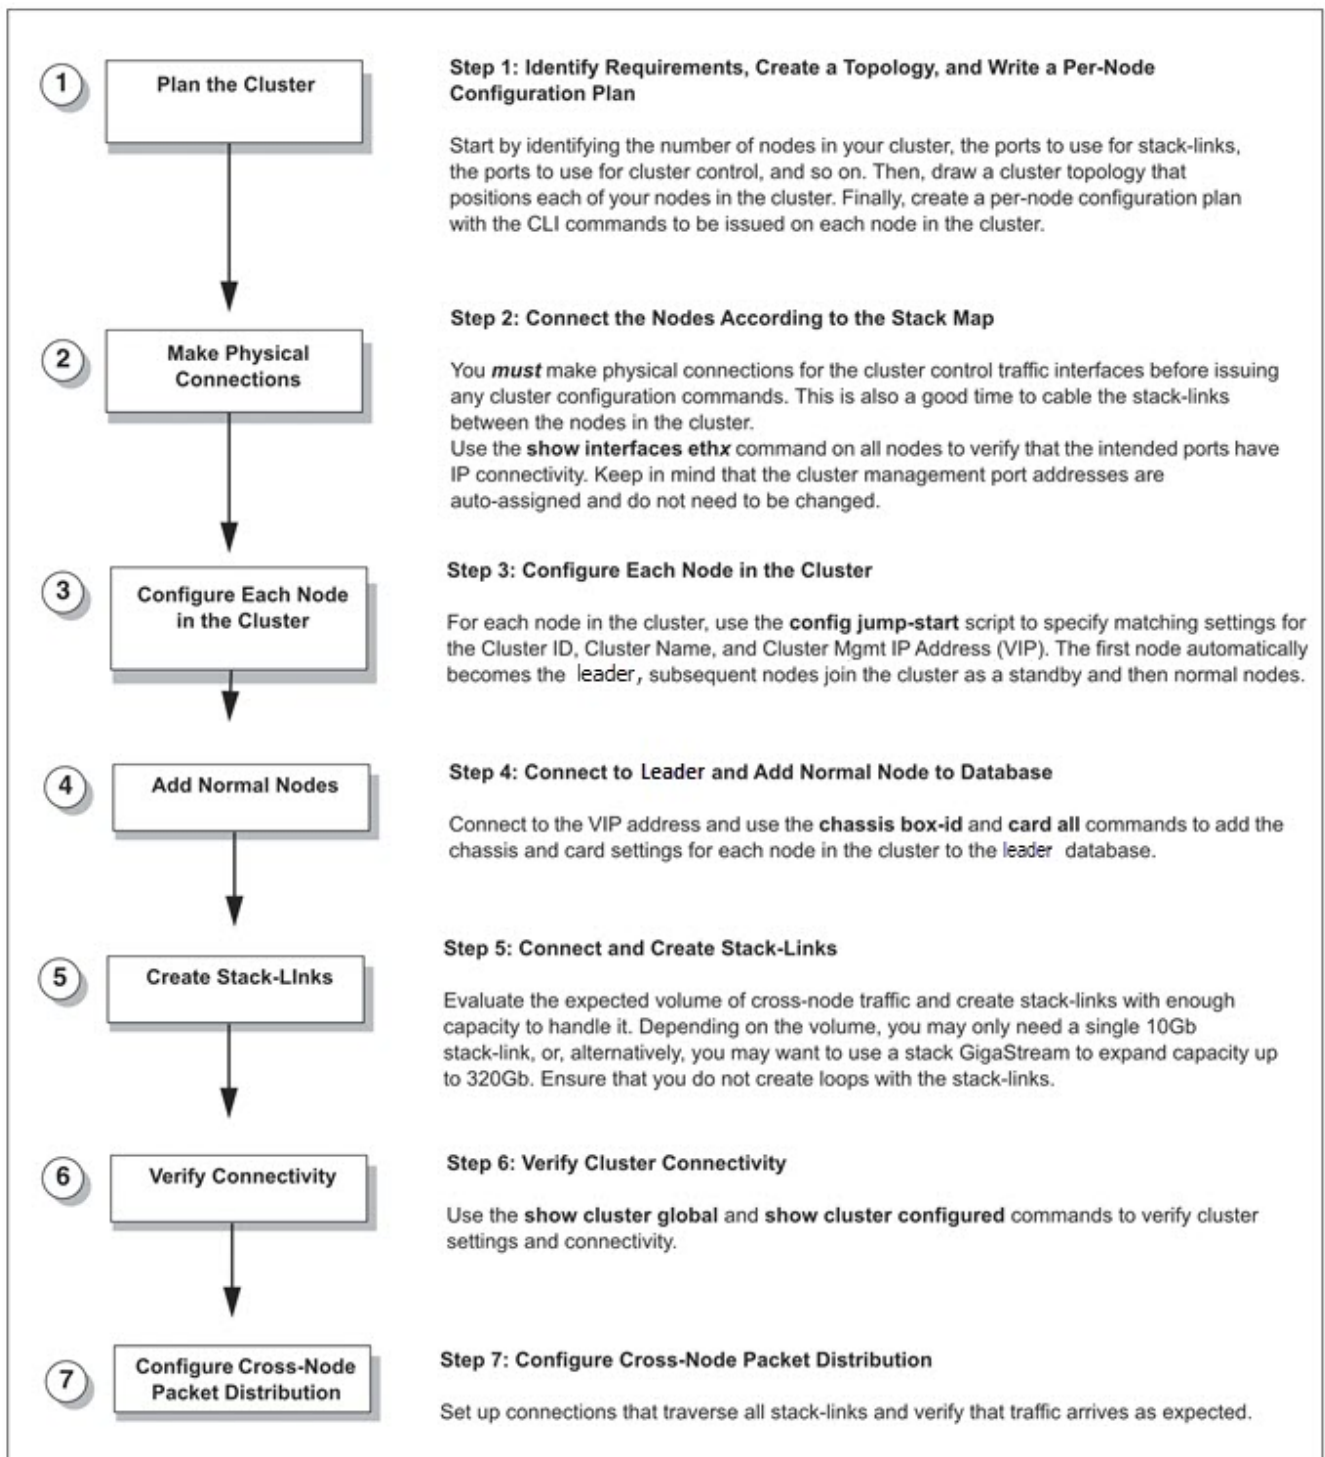 1
Plan the Cluster
Step 1: Identify Requirements, Create a Topology, and Write a Per-Node
Configuration Plan
Start by identifying the number of nodes in your cluster, the ports to use for stack-links,
the ports to use for cluster control, and so on. Then, draw a cluster topology that
positions each of your nodes in the cluster. Finally, create a per-node configuration plan
with the CLI commands to be issued on each node in the cluster.
2
Make Physical
Connections
Step 2: Connect the Nodes According to the Stack Map
You must make physical connections for the cluster control traffic interfaces before issuing
any cluster configuration commands. This is also a good time to cable the stack-links
between the nodes in the cluster.
Use the show interfaces ethx command on all nodes to verify that the intended ports have
IP connectivity. Keep in mind that the cluster management port addresses are
auto-assigned and do not need to be changed.
3
Configure Each Node
in the Cluster
Step 3: Configure Each Node in the Cluster
For each node in the cluster, use the config jump-start script to specify matching settings for
the Cluster ID, Cluster Name, and Cluster Mgmt IP Address (VIP). The first node automatically
becomes the leader, subsequent nodes join the cluster as a standby and then normal nodes.
4
Add Normal Nodes
Step 4: Connect to Leader and Add Normal Node to Database
Connect to the VIP address and use the chassis box-id and card all commands to add the
chassis and card settings for each node in the cluster to the leader database.
5
Create Stack-LInks
Step 5: Connect and Create Stack-Links
Evaluate the expected volume of cross-node traffic and create stack-links with enough
capacity to handle it. Depending on the volume, you may only need a single 10Gb
stack-link, or, alternatively, you may want to use a stack GigaStream to expand capacity up
to 320Gb. Ensure that you do not create loops with the stack-links.
6
Verify Connectivity
Step 6: Verify Cluster Connectivity
Use the show cluster global and show cluster configured commands to verify cluster
settings and connectivity.
7
Configure Cross-Node
Packet Distribution
Step 7: Configure Cross-Node Packet Distribution
Set up connections that traverse all stack-links and verify that traffic arrives as expected.